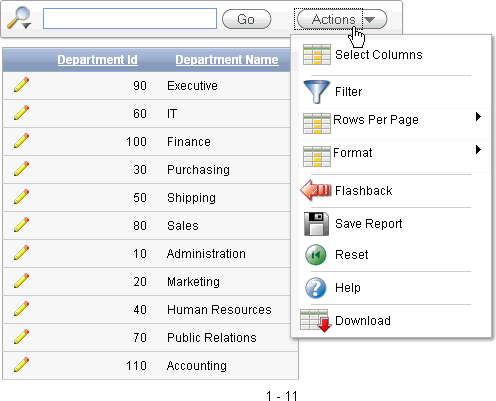 Go Actions
Select Columns
Filter
Rows Per Page
Format
Flashback
Save Report
Reset
Help
Download
Department Id Department Name
90 Executive
60 IT
100 Finance
30 Purchasing
50 Shipping
80 Sales
10 Administration
20 Marketing
40 Human Resources
70 Public Relations
110 Accounting
1 - 11